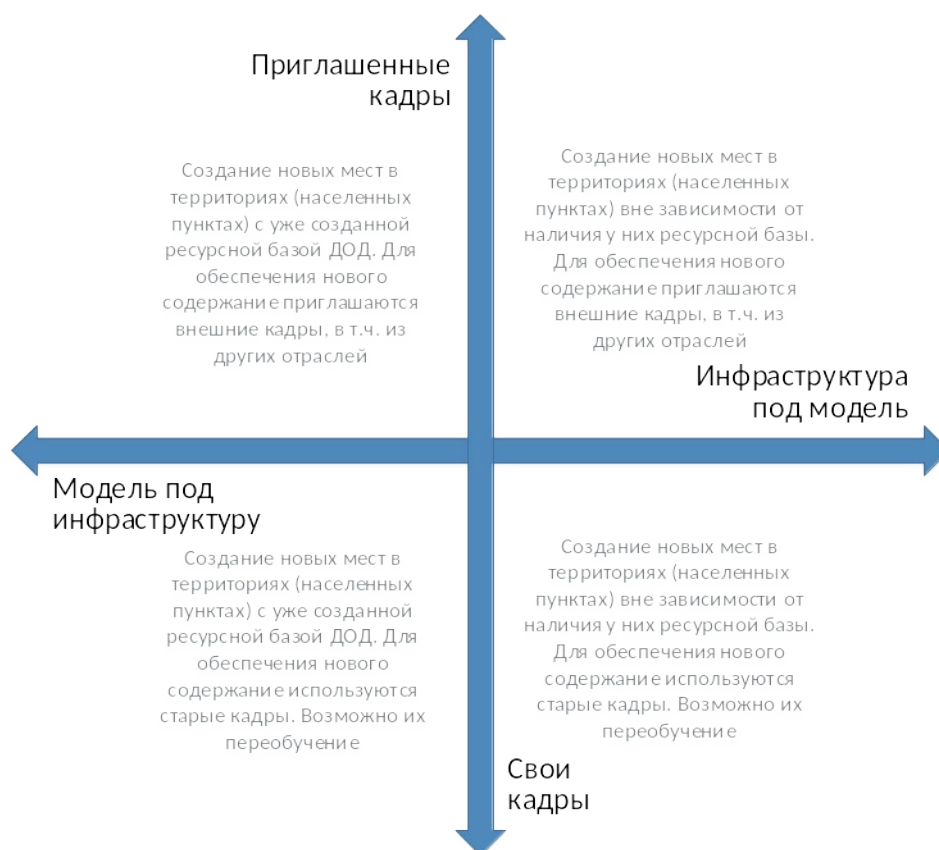 Приглашенные
кадры
Создание новых мест в
территориях (населенных
пунктах) с уже созданной
ресурсной базой ДОД. Для
обеспечения нового
содержание приглашаются
внешние кадры, в т.ч. из
других отраслей
Создание новых мест в
территориях (населенных
пунктах) вне зависимости от
наличия у них ресурсной базы.
Для обеспечения нового
содержание приглашаются
внешние кадры, в т.ч. из
других отраслей
Инфраструктура
под модель
Модель под
инфраструктуру
Создание новых мест в
территориях (населенных
пунктах) с уже созданной
ресурсной базой ДОД. Для
обеспечения нового
содержание используются
старые кадры. Возможно их
переобучение
Создание новых мест в
территориях (населенных
пунктах) вне зависимости от
наличия у них ресурсной базы.
Для обеспечения нового
содержание используются
старые кадры. Возможно их
переобучение
Свои
кадры